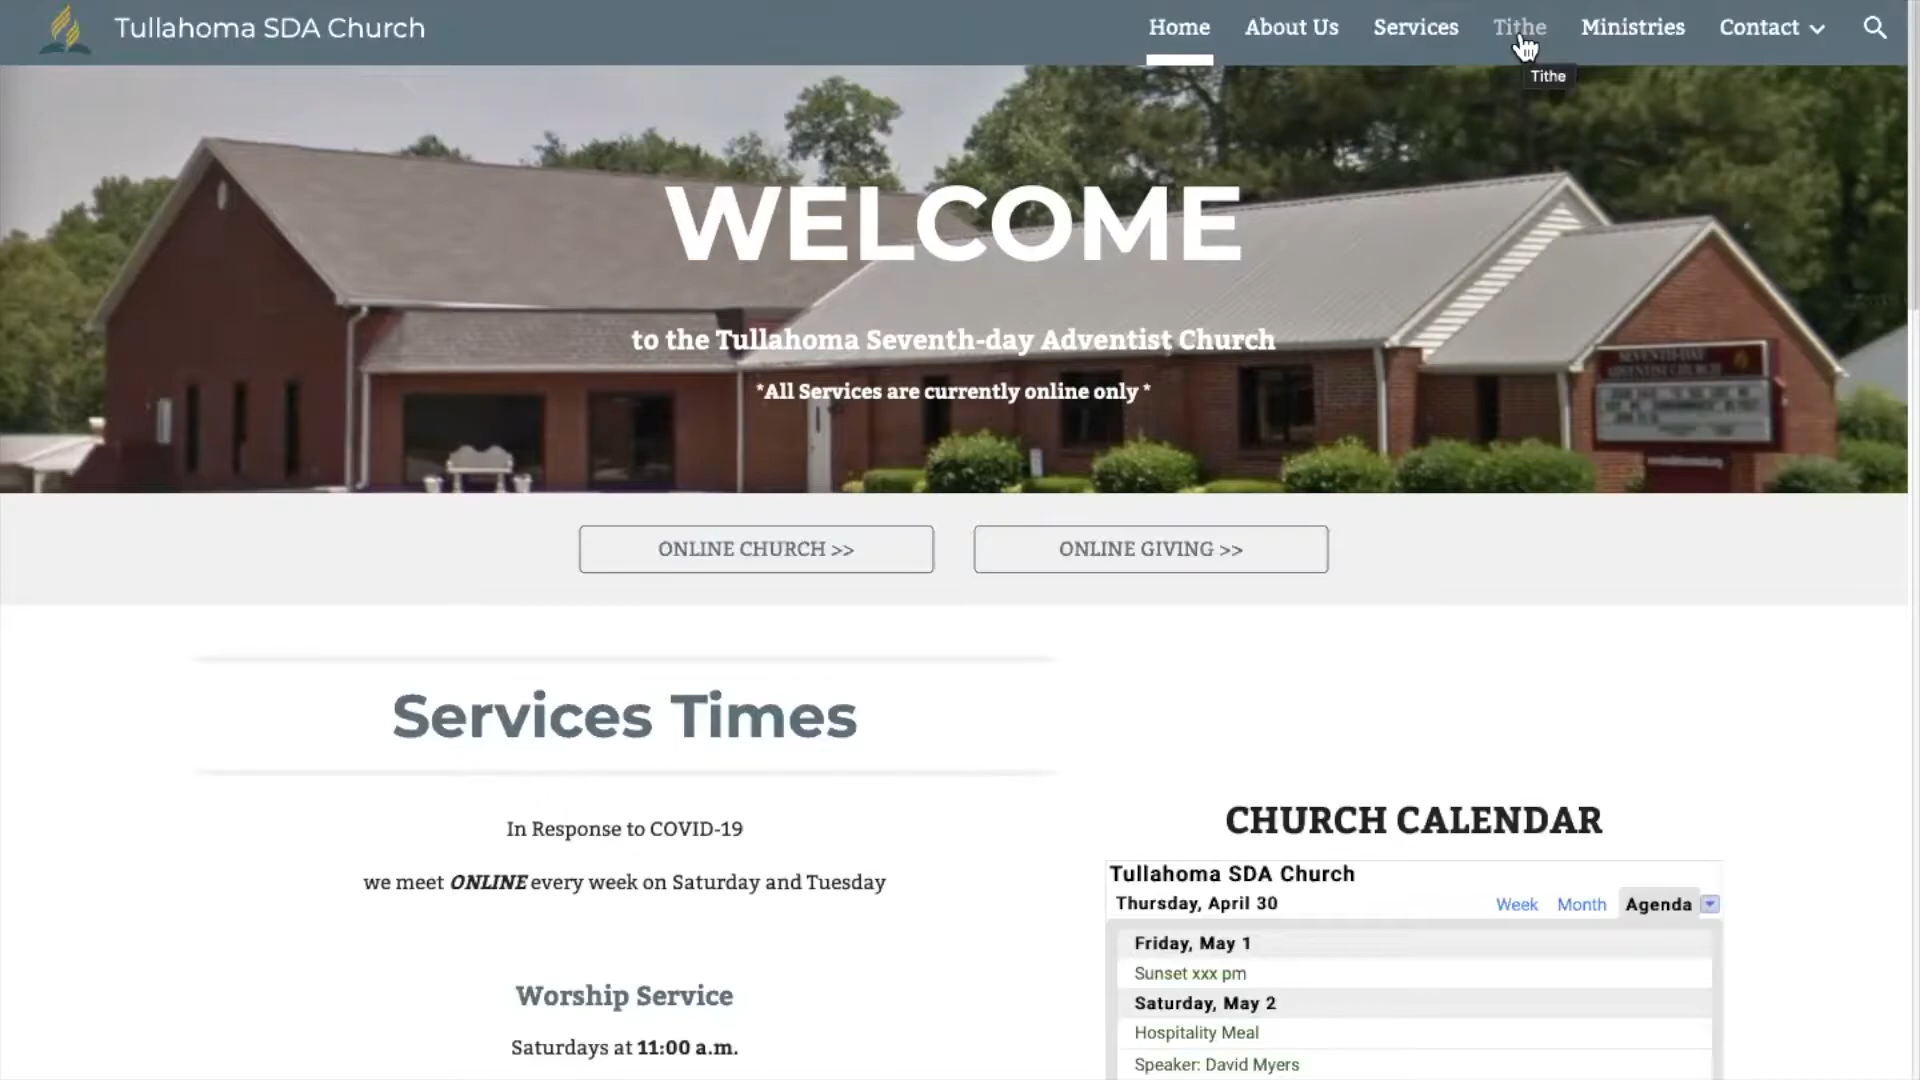 Tullahoma SDA Church
Home About Us Services Tithe Ministries Contact
Tithe
WELCOME
to the Tullahoma Seventh-day Adventist Church
*All Services are currently online only *
SEVENTH-DAY
ADVENTIST CHURCH
ONLINE CHURCH >>
ONLINE GIVING >>
Services Times
In Response to COVID-19
we meet ONLINE every week on Saturday and Tuesday
Worship Service
Saturdays at 11:00 a.m.
CHURCH CALENDAR
Tullahoma SDA Church
Thursday, April 30
Week Month Agenda
Friday, May 1
Sunset xxx pm
Saturday, May 2
Hospitality Meal
Speaker: David Myers